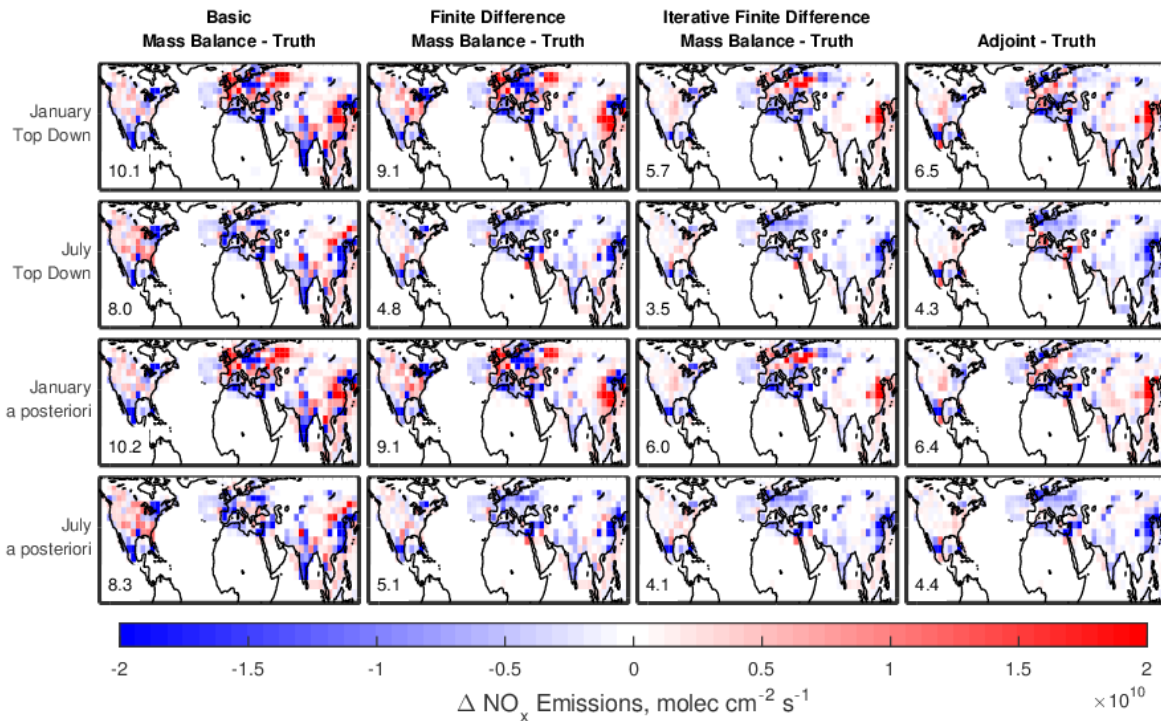 Basic
Mass Balance - Truth
Finite Difference
Mass Balance - Truth
Iterative Finite Difference
Mass Balance - Truth
Adjoint - Truth
January
Top Down
10.1
9.1
5.7
6.5
July
Top Down
8.0
4.8
3.5
4.3
January
a posteriori
10.2
9.1
6.0
6.4
July
a posteriori
8.3
5.1
4.1
4.4
-2 -1.5 -1 -0.5 0 0.5 1 1.5 2
Δ NOₓ Emissions, molec cm⁻² s⁻¹
×10¹⁰